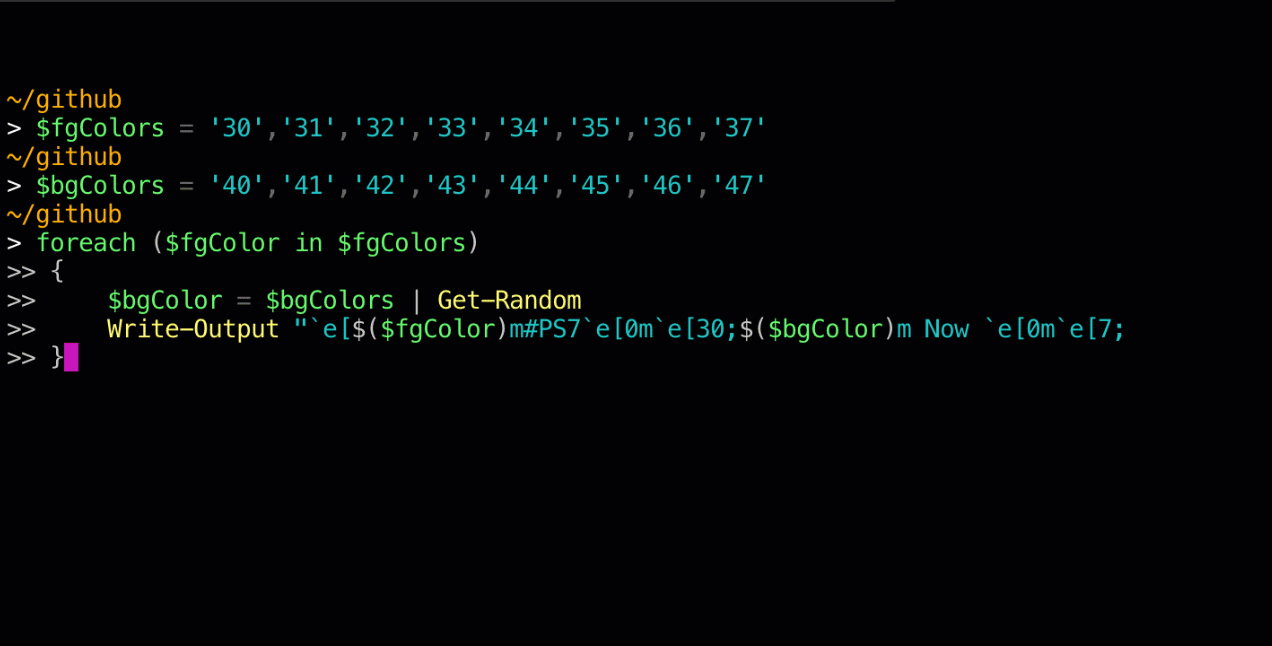 ~/github
> $fgColors = '30','31','32','33','34','35','36','37'
~/github
> $bgColors = '40','41','42','43','44','45','46','47'
~/github
> foreach ($fgColor in $fgColors)
>> {
>>     $bgColor = $bgColors | Get-Random
>>     Write-Output "`e[$($fgColor)m#PS7`e[0m`e[30;$($bgColor)m Now `e[0m`e[7;
>> }